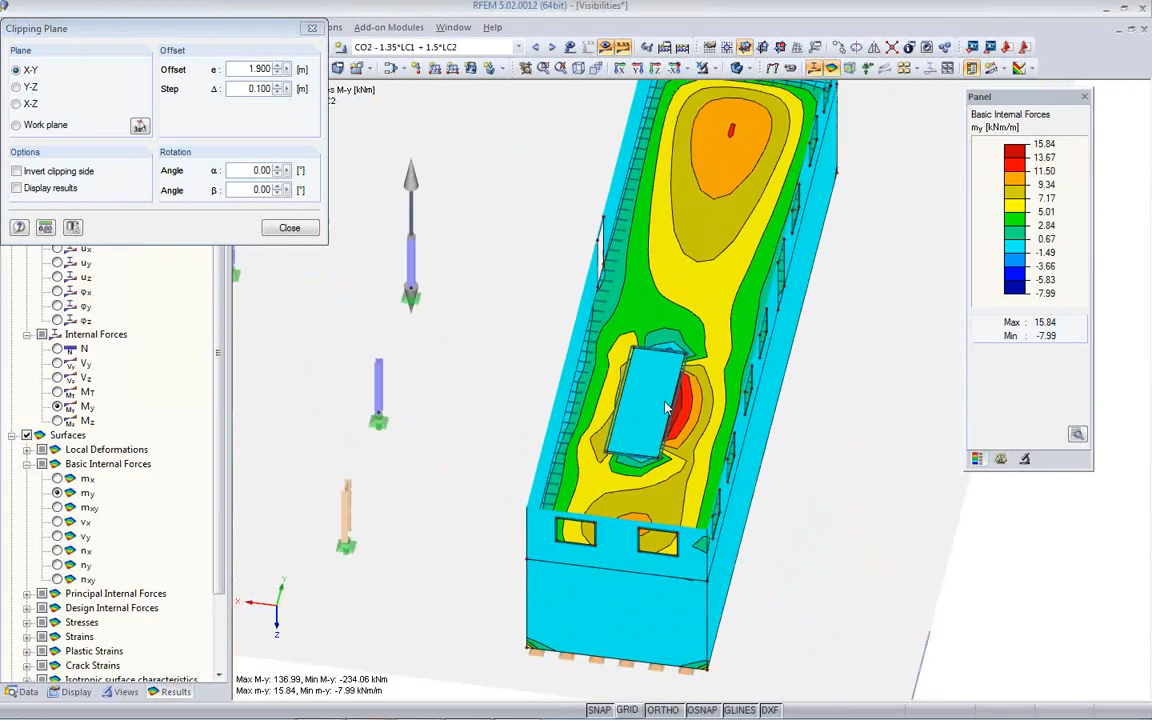 RFEM 5.02.0012 (64bit) - [Visibilities*]
Clipping Plane
Add-on Modules Window Help
CO2 - 1.35*LC1 + 1.5*LC2
Plane
X-Y
Y-Z
X-Z
Work plane
Offset
Offset e : 1.900 [m]
Step Δ : 0.100 [m]
Options
Invert clipping side
Display results
Rotation
Angle α : 0.00 [°]
Angle β : 0.00 [°]
Close
M-y [kNm]
ux
uy
uz
φx
φy
φz
Internal Forces
N
Vy
Vz
MT
My
Mz
Surfaces
Local Deformations
Basic Internal Forces
mx
my
mxy
vx
vy
nx
ny
nxy
Principal Internal Forces
Design Internal Forces
Stresses
Strains
Plastic Strains
Crack Strains
Isotropic surface characteristics
Data Display Views Results
X
Y
Z
Max M-y: 136.99, Min M-y: -234.06 kNm
Max m-y: 15.84, Min m-y: -7.99 kNm/m
Panel
Basic Internal Forces
my [kNm/m]
15.84
13.67
11.50
9.34
7.17
5.01
2.84
0.67
-1.49
-3.66
-5.83
-7.99
Max : 15.84
Min : -7.99
SNAP GRID ORTHO OSNAP GLINES DXF